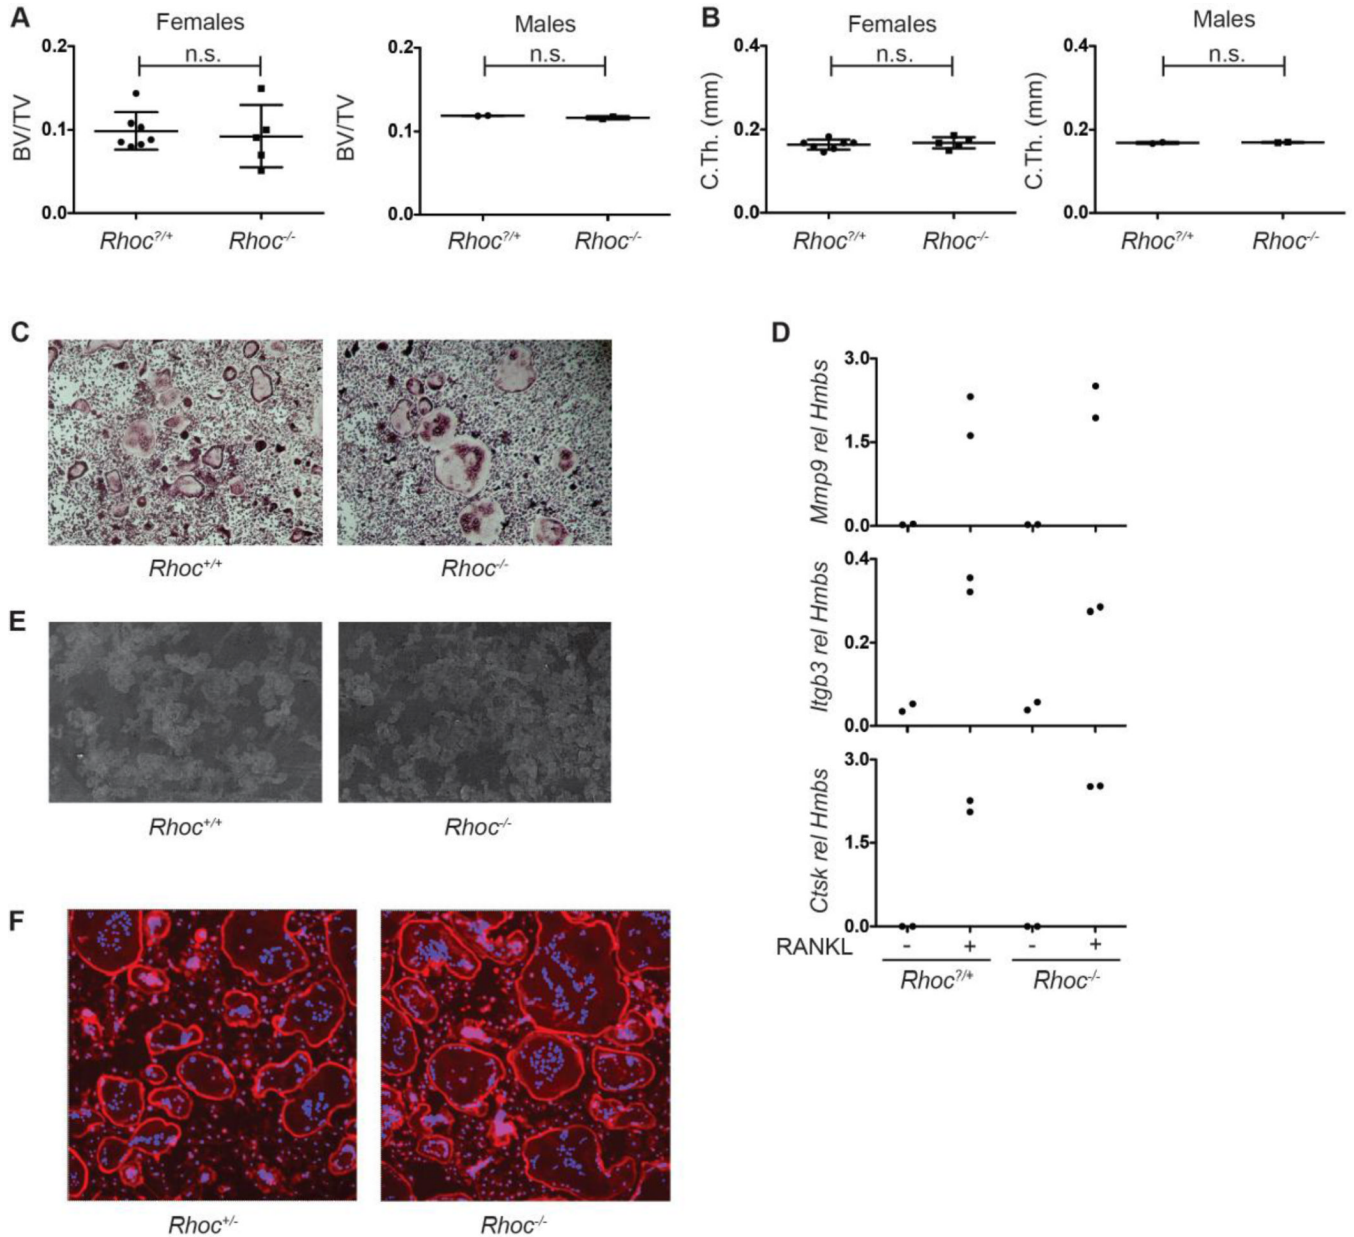 A
Females
n.s.
BV/TV
0.2
0.1
0.0
Rhoc?/+
Rhoc-/-
Males
n.s.
BV/TV
0.2
0.1
0.0
Rhoc?/+
Rhoc-/-
B
Females
n.s.
C.Th. (mm)
0.4
0.2
0.0
Rhoc?/+
Rhoc-/-
Males
n.s.
C.Th. (mm)
0.4
0.2
0.0
Rhoc?/+
Rhoc-/-
C
Rhoc+/+
Rhoc-/-
D
Mmp9 rel Hmbs
3.0
1.5
0.0
Itgb3 rel Hmbs
0.4
0.2
0.0
Ctsk rel Hmbs
3.0
1.5
0.0
RANKL - + - +
Rhoc?/+
Rhoc-/-
E
Rhoc+/+
Rhoc-/-
F
Rhoc+/-
Rhoc-/-